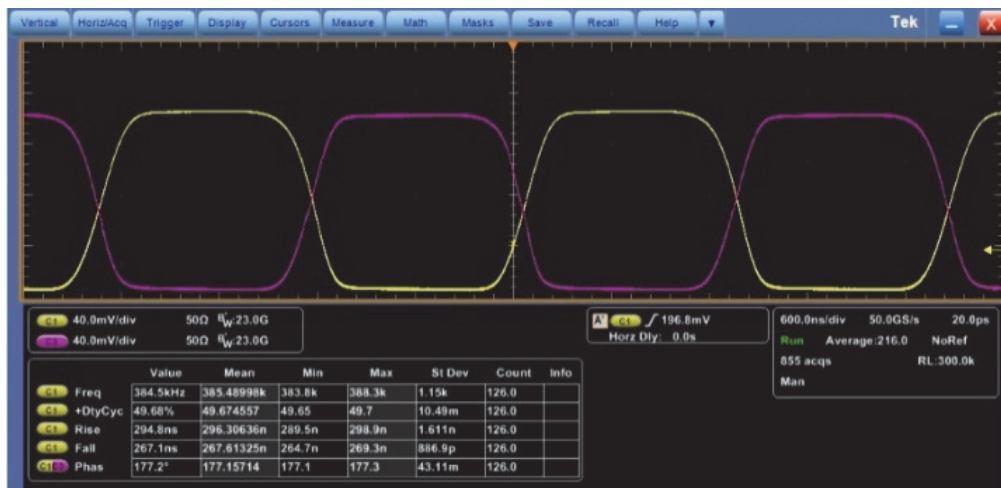 Vertical Horiz/Acq Trigger Display Cursors Measure Math Masks Save Recall Help Tek X
C1 40.0mV/div 50Ω BW:23.0G
C3 40.0mV/div 50Ω BW:23.0G
A' C1 196.8mV
Horz Dly: 0.0s
600.0ns/div 50.0GS/s 20.0ps
Run Average:216.0 NoRef
855 acqs RL:300.0k
Man
Value Mean Min Max St Dev Count Info
C1 Freq 384.5kHz 385.48998k 383.8k 388.3k 1.15k 126.0
C1 +DtyCyc 49.68% 49.674557 49.65 49.7 10.49m 126.0
C1 Rise 294.8ns 296.30636n 289.5n 298.9n 1.611n 126.0
C1 Fall 267.1ns 267.61325n 264.7n 269.3n 886.9p 126.0
C1 C3 Phas 177.2° 177.15714 177.1 177.3 43.11m 126.0